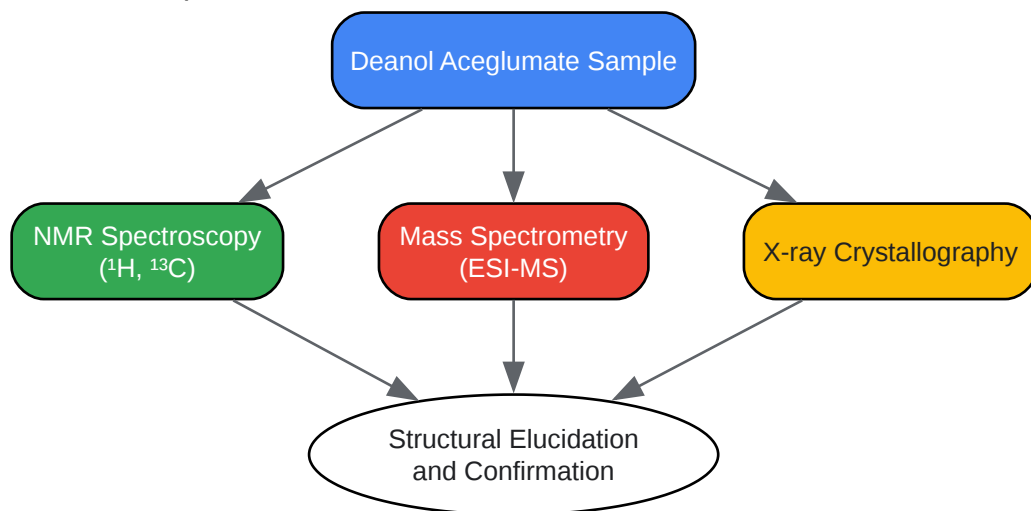 Deanol Aceglumate Sample
NMR Spectroscopy
(¹H, ¹³C)
Mass Spectrometry
(ESI-MS)
X-ray Crystallography
Structural Elucidation
and Confirmation